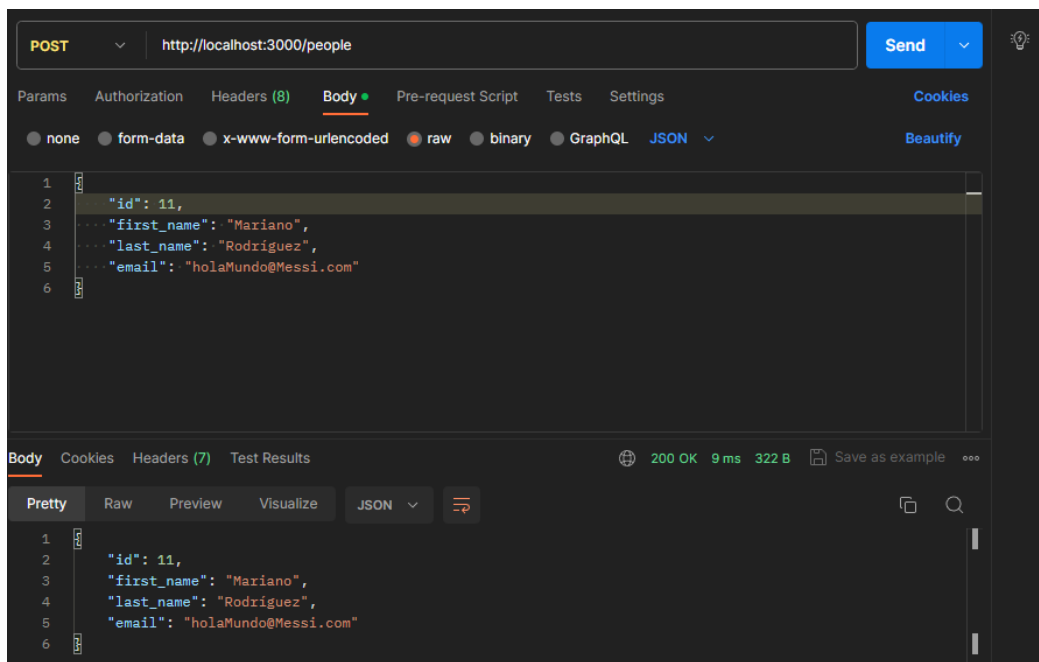 POST http://localhost:3000/people Send
Params Authorization Headers (8) Body Pre-request Script Tests Settings Cookies
none form-data x-www-form-urlencoded raw binary GraphQL JSON Beautify
1 {
2 "id": 11,
3 "first_name": "Mariano",
4 "last_name": "Rodríguez",
5 "email": "holaMundo@Messi.com"
6 }
Body Cookies Headers (7) Test Results 200 OK 9 ms 322 B Save as example
Pretty Raw Preview Visualize JSON
1 {
2 "id": 11,
3 "first_name": "Mariano",
4 "last_name": "Rodríguez",
5 "email": "holaMundo@Messi.com"
6 }